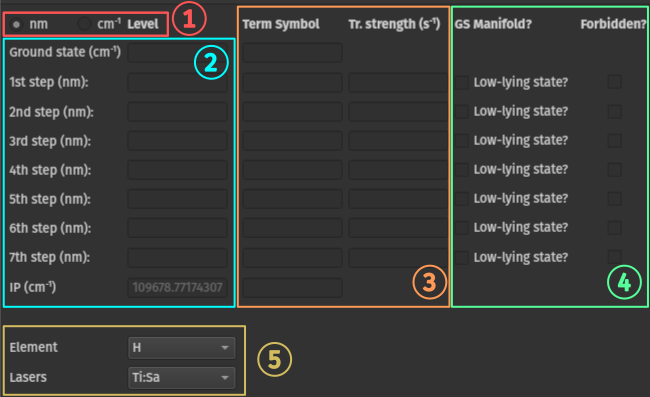 nm cm⁻¹ Level Term Symbol Tr. strength (s⁻¹) GS Manifold? Forbidden?
1
Ground state (cm⁻¹)
2
1st step (nm): Low-lying state?
2nd step (nm): Low-lying state?
3rd step (nm): Low-lying state?
4th step (nm): Low-lying state?
5th step (nm): Low-lying state?
6th step (nm): Low-lying state?
7th step (nm): Low-lying state?
IP (cm⁻¹) 109678.77174307
3
4
Element H
5
Lasers Ti:Sa